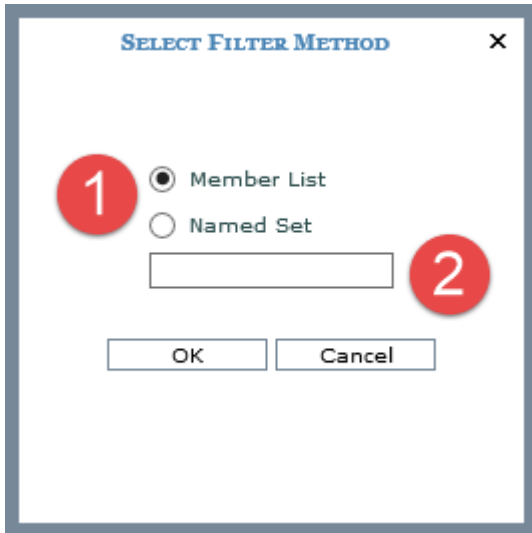 SELECT FILTER METHOD ×
1
Member List
Named Set
2
OK Cancel